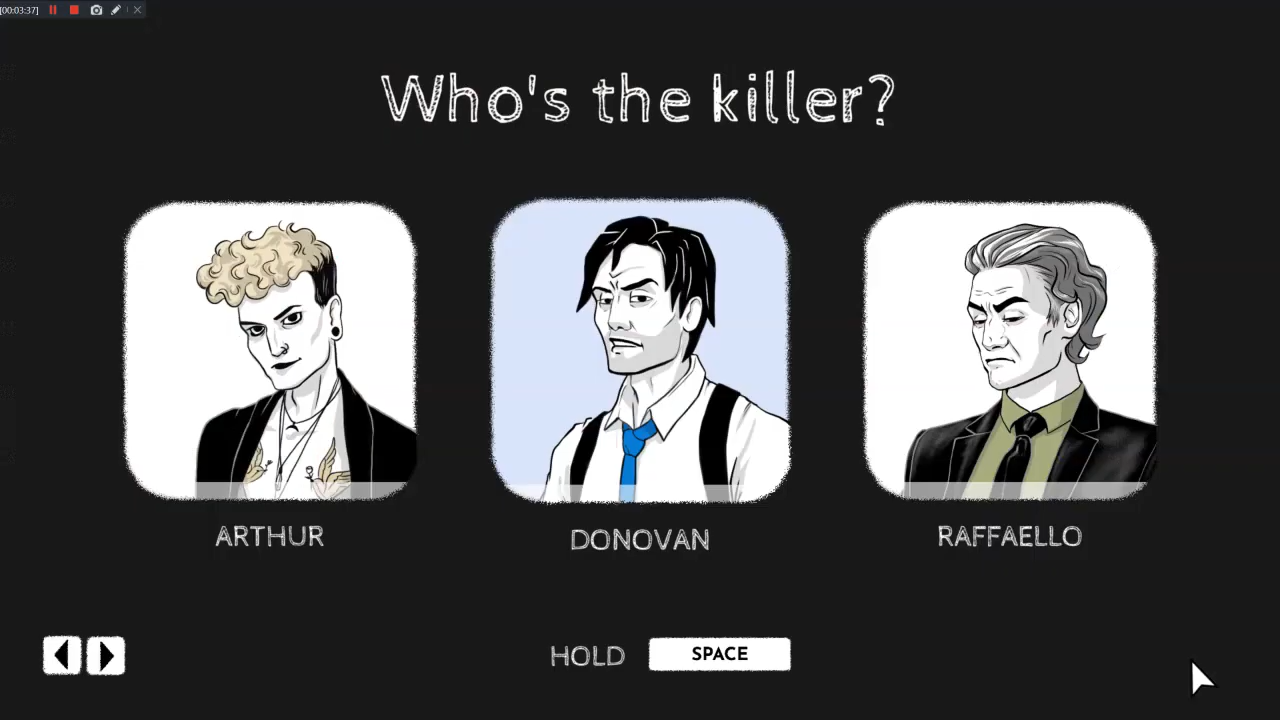 [00:03:37]
Who's the killer?
ARTHUR
DONOVAN
RAFFAELLO
HOLD SPACE